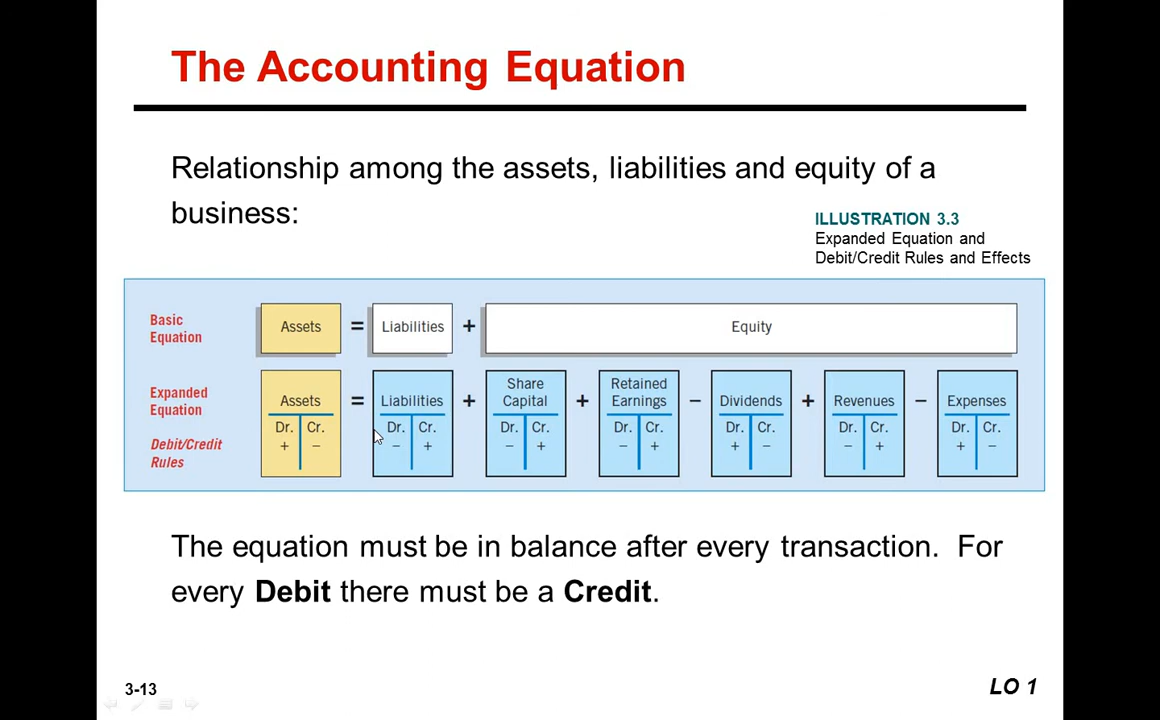 The Accounting Equation
Relationship among the assets, liabilities and equity of a
business:
ILLUSTRATION 3.3
Expanded Equation and
Debit/Credit Rules and Effects
Basic
Equation
Assets = Liabilities + Equity
Expanded
Equation
Debit/Credit
Rules
Assets = Liabilities + Share Capital + Retained Earnings − Dividends + Revenues − Expenses
Dr. Cr. Dr. Cr. Dr. Cr. Dr. Cr. Dr. Cr. Dr. Cr. Dr. Cr.
+ − − + − + − + + − − + + −
The equation must be in balance after every transaction. For
every Debit there must be a Credit.
3-13
LO 1